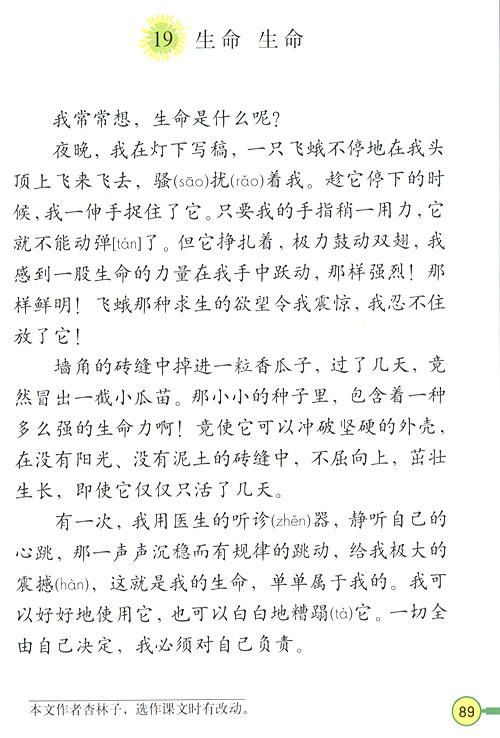 19 生命 生命
我常常想，生命是什么呢？
夜晚，我在灯下写稿，一只飞蛾不停地在我头
顶上飞来飞去，骚(sāo)扰(rǎo)着我。趁它停下的时
候，我一伸手捉住了它。只要我的手指稍一用力，它
就不能动弹[tán]了。但它挣扎着，极力鼓动双翅，我
感到一股生命的力量在我手中跃动，那样强烈！那
样鲜明！飞蛾那种求生的欲望令我震惊，我忍不住
放了它！
墙角的砖缝中掉进一粒香瓜子，过了几天，竟
然冒出一截小瓜苗。那小小的种子里，包含着一种
多么强的生命力啊！竟使它可以冲破坚硬的外壳，
在没有阳光、没有泥土的砖缝中，不屈向上，茁壮
生长，即使它仅仅只活了几天。
有一次，我用医生的听诊(zhěn)器，静听自己的
心跳，那一声声沉稳而有规律的跳动，给我极大的
震撼(hàn)，这就是我的生命，单单属于我的。我可
以好好地使用它，也可以白白地糟蹋(tà)它。一切全
由自己决定，我必须对自己负责。
本文作者杏林子，选作课文时有改动。
89